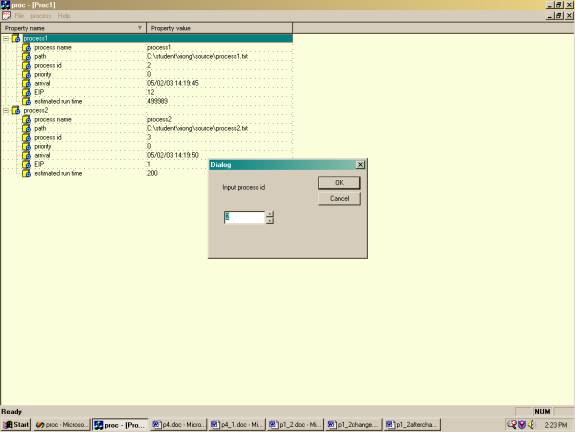 proc - [Proc1]
File process Help
Property name Property value
process1
process name process1
path C:\student\xiong\source\process1.txt
process id 2
priority 0
arrival 05/02/03 14:19:45
EIP 12
estimated run time 499989
process2
process name process2
path C:\student\xiong\source\process2.txt
process id 3
priority 0
arrival 05/02/03 14:19:50
EIP 1
estimated run time 200
Dialog
Input process id
OK
Cancel
Ready NUM
Start proc - Microso... proc - [Pro... p4.doc - Micro... p4_1.doc - Mi... p1_2.doc - Mi... p1_2change.... p1_2aftercha... 2:23 PM